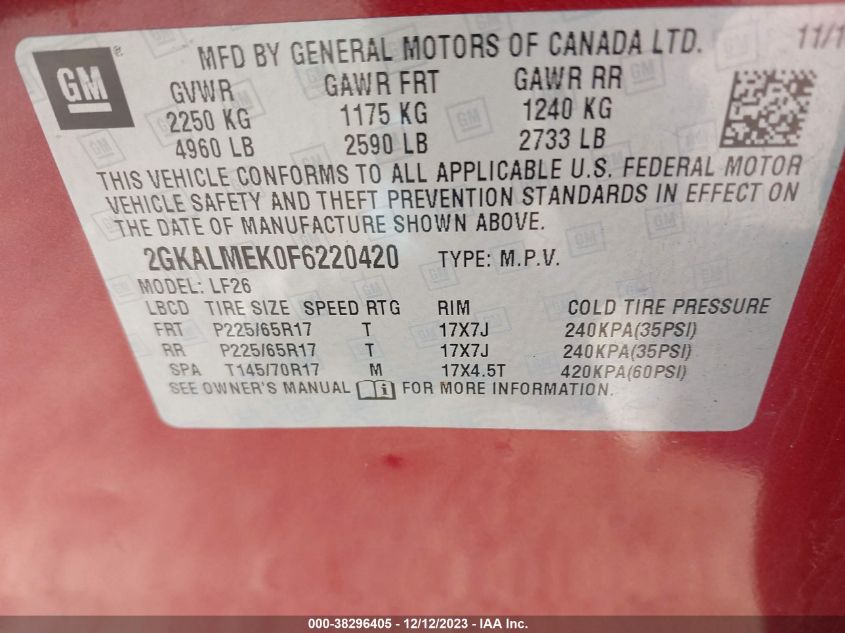 GM ® MFD BY GENERAL MOTORS OF CANADA LTD. 11/1
GVWR GAWR FRT GAWR RR
2250 KG 1175 KG 1240 KG
4960 LB 2590 LB 2733 LB
THIS VEHICLE CONFORMS TO ALL APPLICABLE U.S. FEDERAL MOTOR
VEHICLE SAFETY AND THEFT PREVENTION STANDARDS IN EFFECT ON
THE DATE OF MANUFACTURE SHOWN ABOVE.
2GKALMEK0F6220420 TYPE: M.P.V.
MODEL: LF26
LBCD TIRE SIZE SPEED RTG RIM COLD TIRE PRESSURE
FRT P225/65R17 T 17X7J 240KPA(35PSI)
RR P225/65R17 T 17X7J 240KPA(35PSI)
SPA T145/70R17 M 17X4.5T 420KPA(60PSI)
SEE OWNER'S MANUAL FOR MORE INFORMATION.
000-38296405 - 12/12/2023 - IAA Inc.